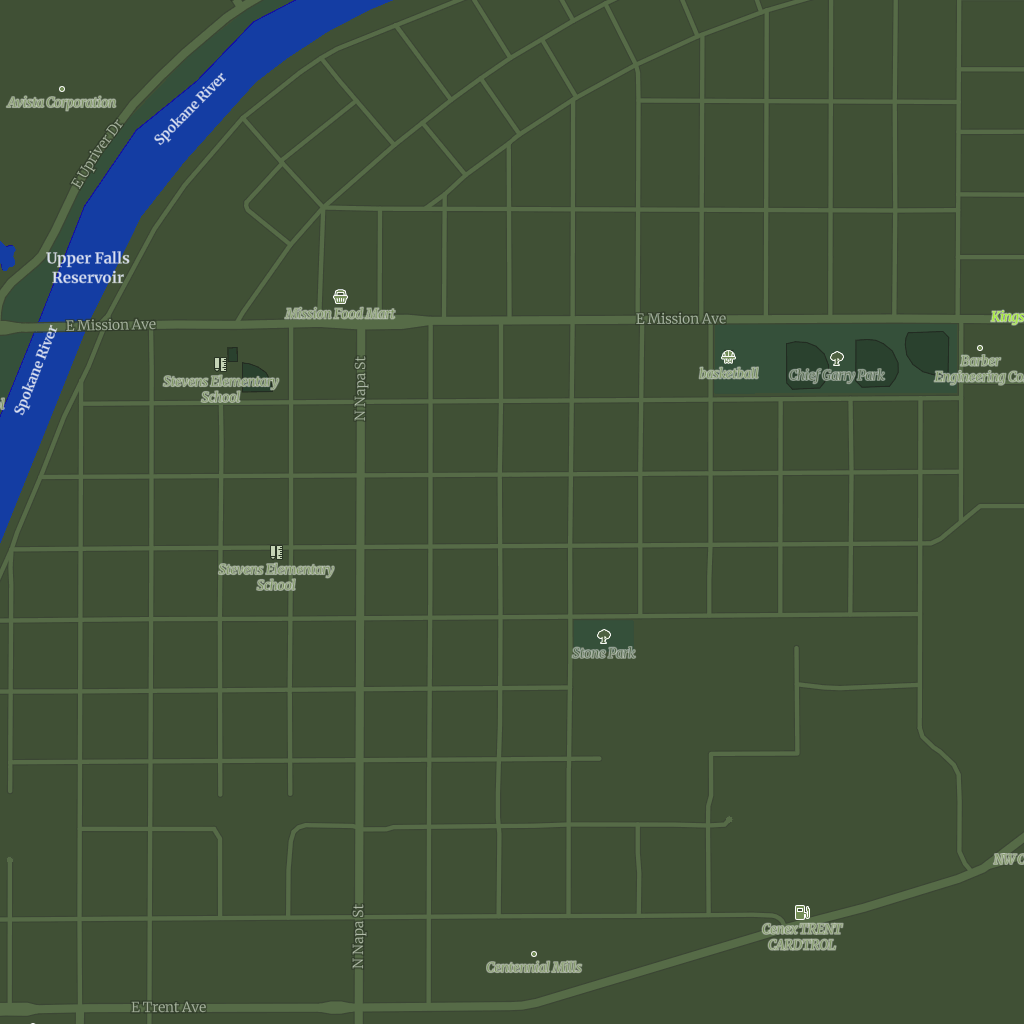 Avista Corporation
E Upriver Dr
Spokane River
Upper Falls
Reservoir
Mission Food Mart
E Mission Ave
E Mission Ave
Kings
Spokane River
Stevens Elementary
School
N Napa St
basketball
Chief Garry Park
Barber
Engineering Co
Stevens Elementary
School
Stone Park
NW O
N Napa St
Cenex TRENT
CARDTROL
Centennial Mills
E Trent Ave